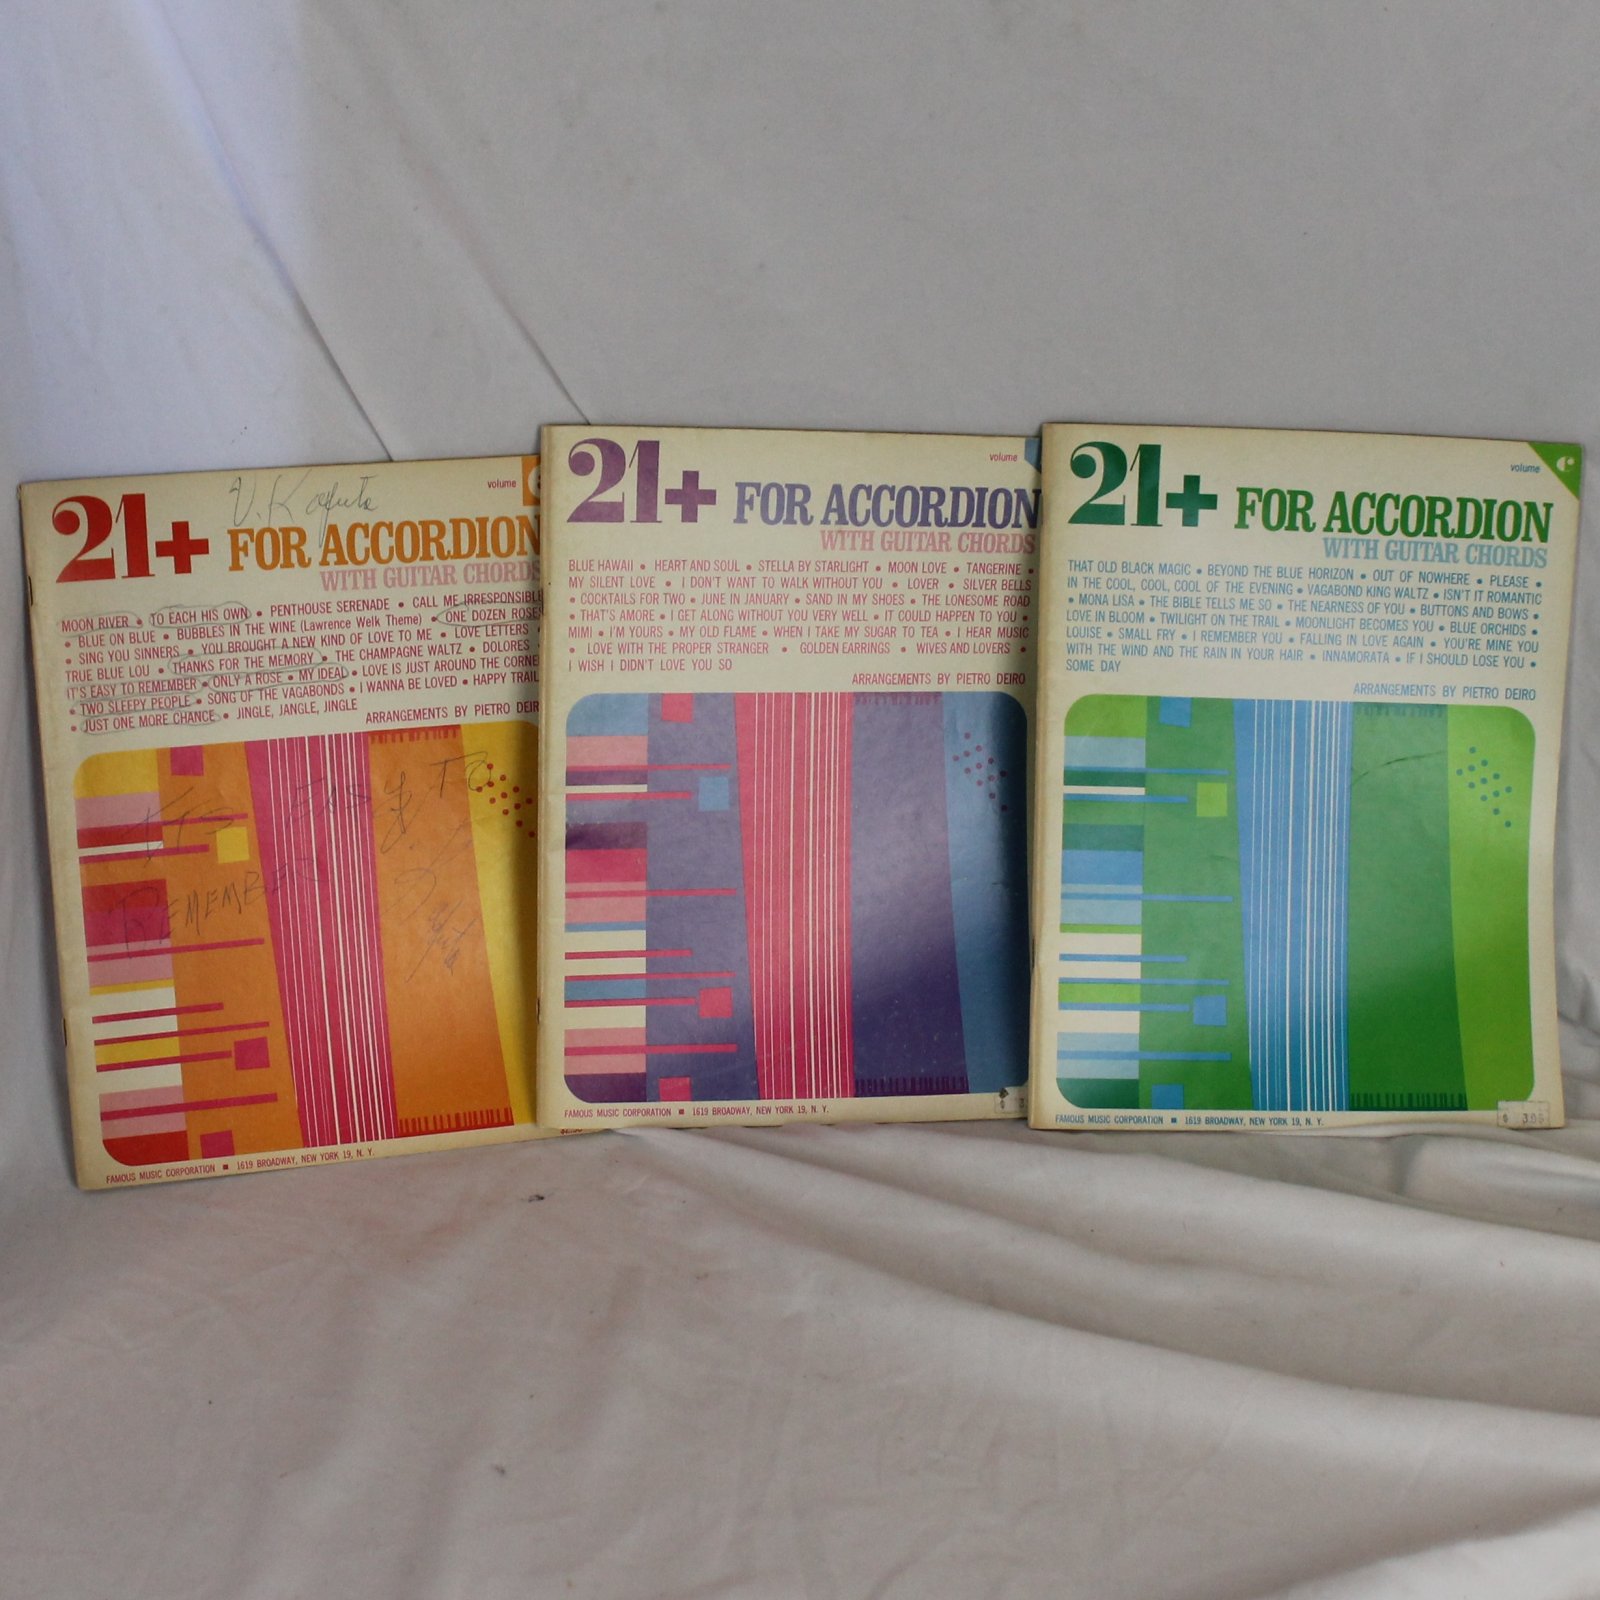 21+
V. Kafuta
volume
FOR ACCORDION
WITH GUITAR CHORDS
MOON RIVER • TO EACH HIS OWN • PENTHOUSE SERENADE • CALL ME IRRESPONSIBLE
• BLUE ON BLUE • BUBBLES IN THE WINE (Lawrence Welk Theme) • ONE DOZEN ROSES
• SING YOU SINNERS • YOU BROUGHT A NEW KIND OF LOVE TO ME • LOVE LETTERS •
TRUE BLUE LOU • THANKS FOR THE MEMORY • THE CHAMPAGNE WALTZ • DOLORES •
IT'S EASY TO REMEMBER • ONLY A ROSE • MY IDEAL • LOVE IS JUST AROUND THE CORNE
• TWO SLEEPY PEOPLE • SONG OF THE VAGABONDS • I WANNA BE LOVED • HAPPY TRAIL
• JUST ONE MORE CHANCE • JINGLE, JANGLE, JINGLE
ARRANGEMENTS BY PIETRO DEIR
ITS EASY TO
REMEMBER
FAMOUS MUSIC CORPORATION ■ 1619 BROADWAY, NEW YORK 19, N. Y.
21+
volume
FOR ACCORDION
WITH GUITAR CHORDS
BLUE HAWAII • HEART AND SOUL • STELLA BY STARLIGHT • MOON LOVE • TANGERINE •
MY SILENT LOVE • I DON'T WANT TO WALK WITHOUT YOU • LOVER • SILVER BELLS
• COCKTAILS FOR TWO • JUNE IN JANUARY • SAND IN MY SHOES • THE LONESOME ROAD
• THAT'S AMORE • I GET ALONG WITHOUT YOU VERY WELL • IT COULD HAPPEN TO YOU •
MIMI • I'M YOURS • MY OLD FLAME • WHEN I TAKE MY SUGAR TO TEA • I HEAR MUSIC
• LOVE WITH THE PROPER STRANGER • GOLDEN EARRINGS • WIVES AND LOVERS •
I WISH I DIDN'T LOVE YOU SO
ARRANGEMENTS BY PIETRO DEIRO
FAMOUS MUSIC CORPORATION ■ 1619 BROADWAY, NEW YORK 19, N. Y.
21+
volume
FOR ACCORDION
WITH GUITAR CHORDS
THAT OLD BLACK MAGIC • BEYOND THE BLUE HORIZON • OUT OF NOWHERE • PLEASE •
IN THE COOL, COOL, COOL OF THE EVENING • VAGABOND KING WALTZ • ISN'T IT ROMANTIC
• MONA LISA • THE BIBLE TELLS ME SO • THE NEARNESS OF YOU • BUTTONS AND BOWS •
LOVE IN BLOOM • TWILIGHT ON THE TRAIL • MOONLIGHT BECOMES YOU • BLUE ORCHIDS •
LOUISE • SMALL FRY • I REMEMBER YOU • FALLING IN LOVE AGAIN • YOU'RE MINE YOU
WITH THE WIND AND THE RAIN IN YOUR HAIR • INNAMORATA • IF I SHOULD LOSE YOU •
SOME DAY
ARRANGEMENTS BY PIETRO DEIRO
FAMOUS MUSIC CORPORATION ■ 1619 BROADWAY, NEW YORK 19, N. Y.